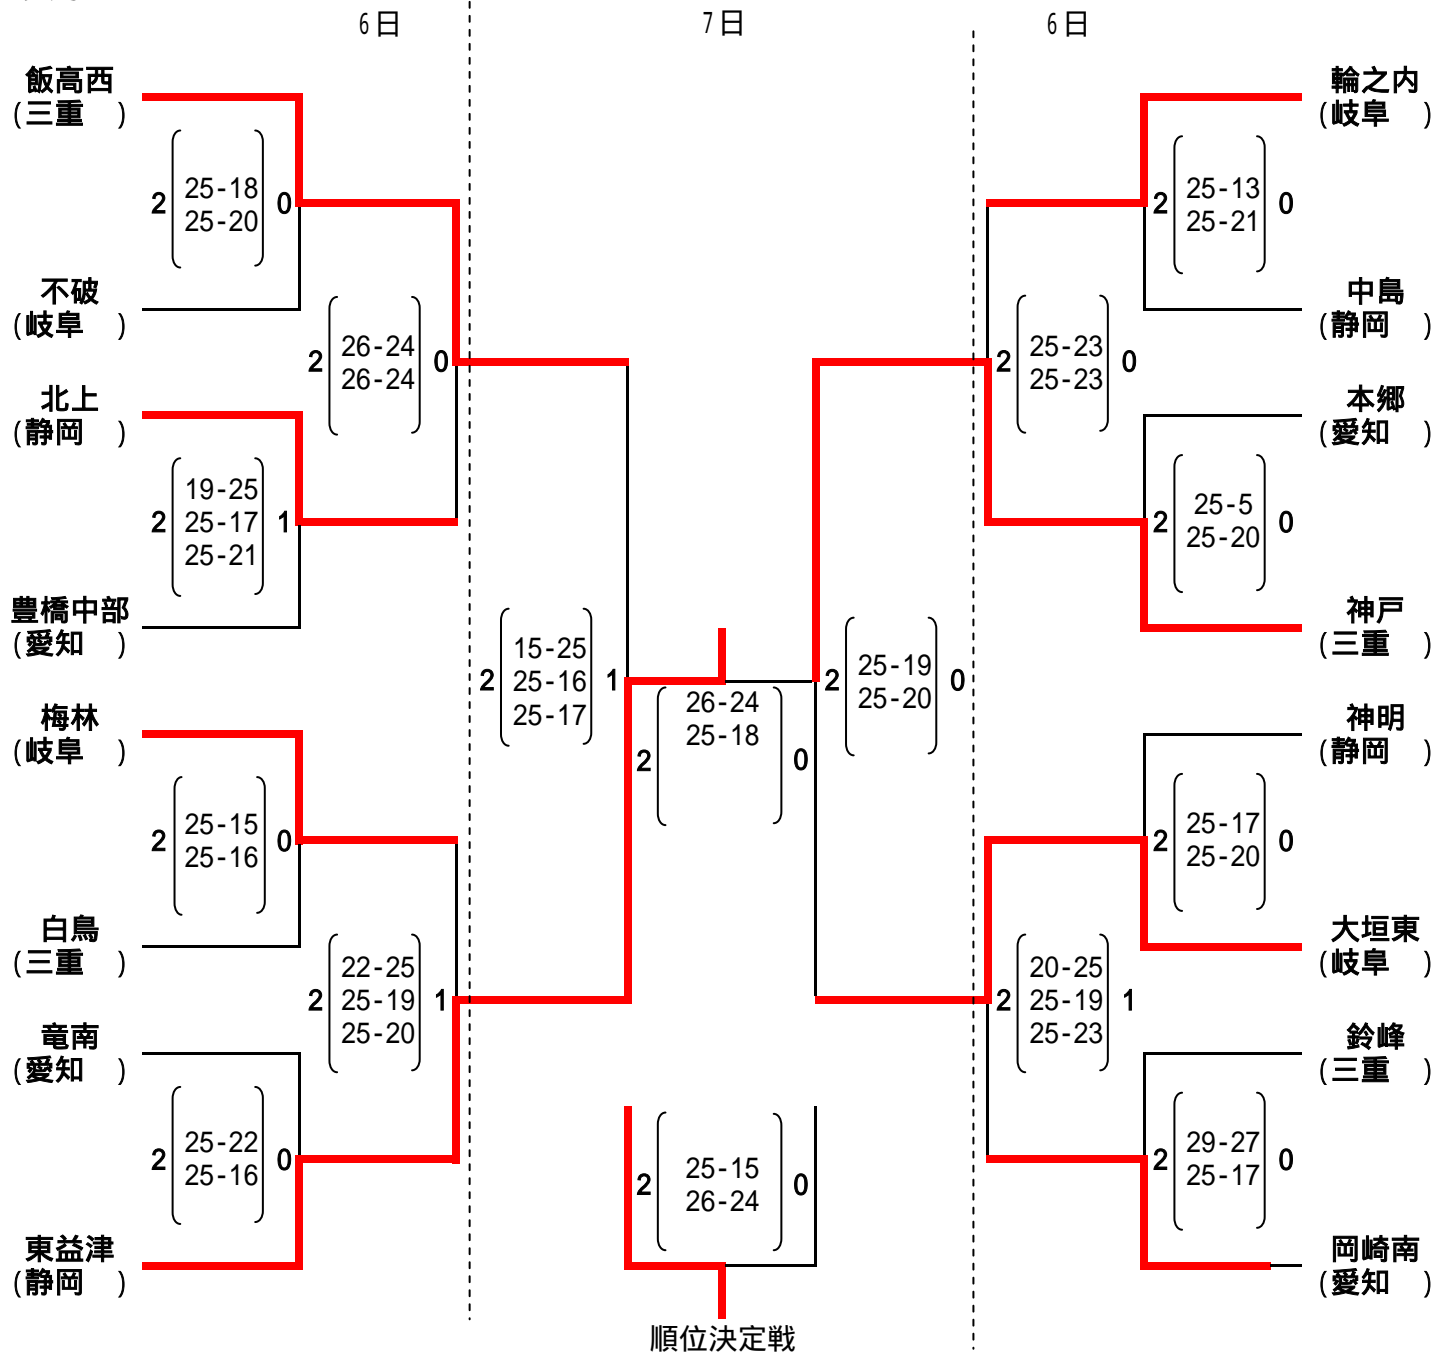 6日
7日
6日
飯高西
(三重 )
2
25-18
25-20
0
不破
(岐阜 )
2
26-24
26-24
0
北上
(静岡 )
2
19-25
25-17
25-21
1
豊橋中部
(愛知 )
2
15-25
25-16
25-17
1
梅林
(岐阜 )
2
25-15
25-16
0
白鳥
(三重 )
2
22-25
25-19
25-20
1
竜南
(愛知 )
2
25-22
25-16
0
東益津
(静岡 )
2
26-24
25-18
0
2
25-15
26-24
0
順位決定戦
輪之内
(岐阜 )
2
25-13
25-21
0
中島
(静岡 )
2
25-23
25-23
0
本郷
(愛知 )
2
25-5
25-20
0
神戸
(三重 )
2
25-19
25-20
0
神明
(静岡 )
2
25-17
25-20
0
大垣東
(岐阜 )
2
20-25
25-19
25-23
1
鈴峰
(三重 )
2
29-27
25-17
0
岡崎南
(愛知 )